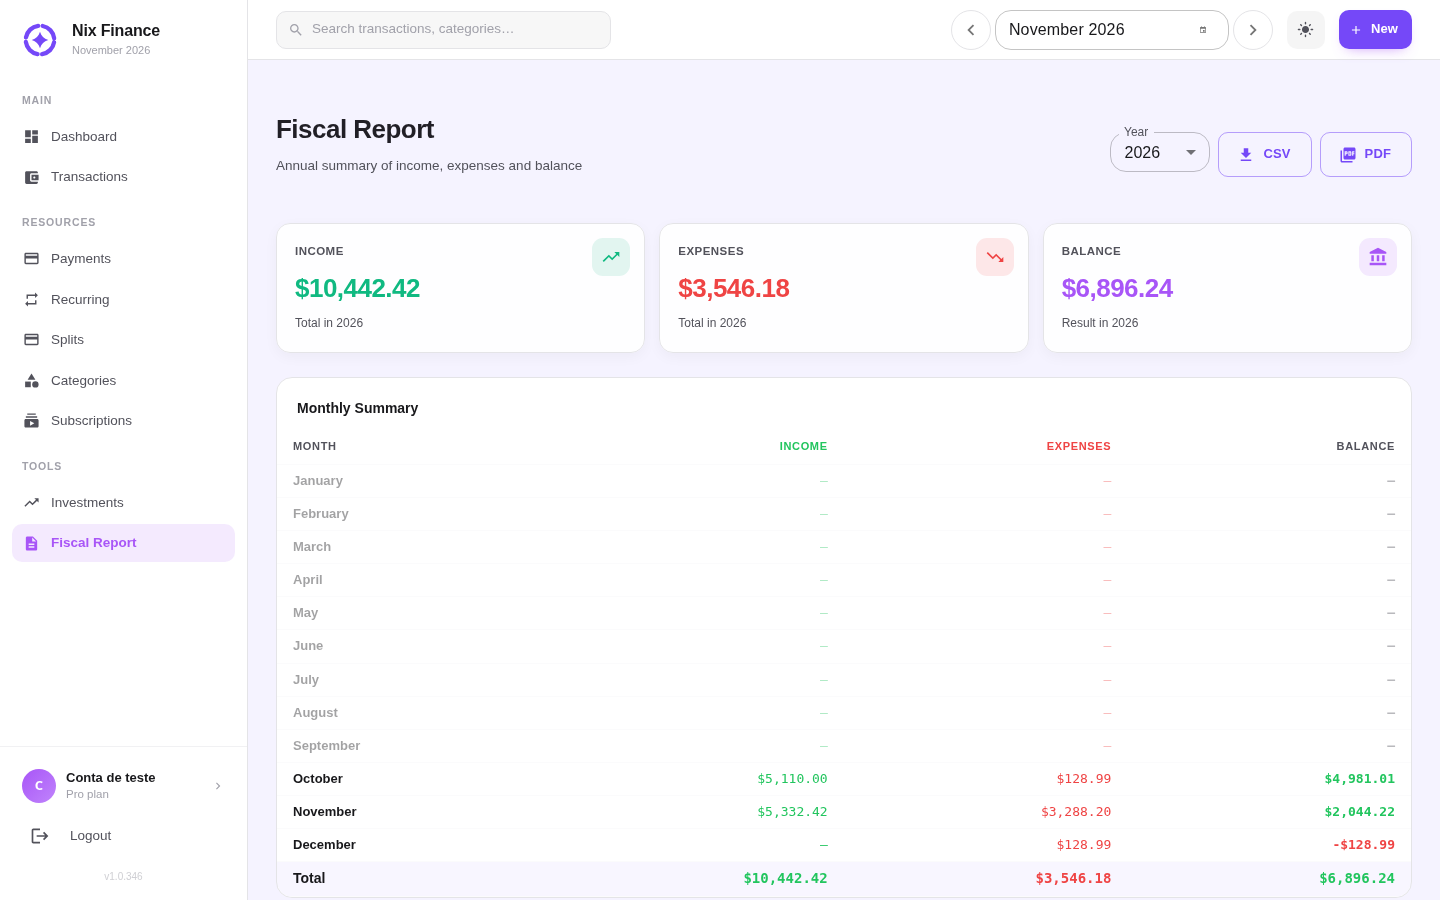 Nix Finance
November 2026
MAIN
Dashboard
Transactions
RESOURCES
Payments
Recurring
Splits
Categories
Subscriptions
TOOLS
Investments
Fiscal Report
C
Conta de teste
Pro plan
Logout
v1.0.346
Search transactions, categories…
November 2026
New
Fiscal Report
Annual summary of income, expenses and balance
Year
2026
CSV
PDF
PDF
INCOME
$10,442.42
Total in 2026
EXPENSES
$3,546.18
Total in 2026
BALANCE
$6,896.24
Result in 2026
Monthly Summary
MONTH INCOME EXPENSES BALANCE
January – – –
February – – –
March – – –
April – – –
May – – –
June – – –
July – – –
August – – –
September – – –
October $5,110.00 $128.99 $4,981.01
November $5,332.42 $3,288.20 $2,044.22
December – $128.99 -$128.99
Total $10,442.42 $3,546.18 $6,896.24